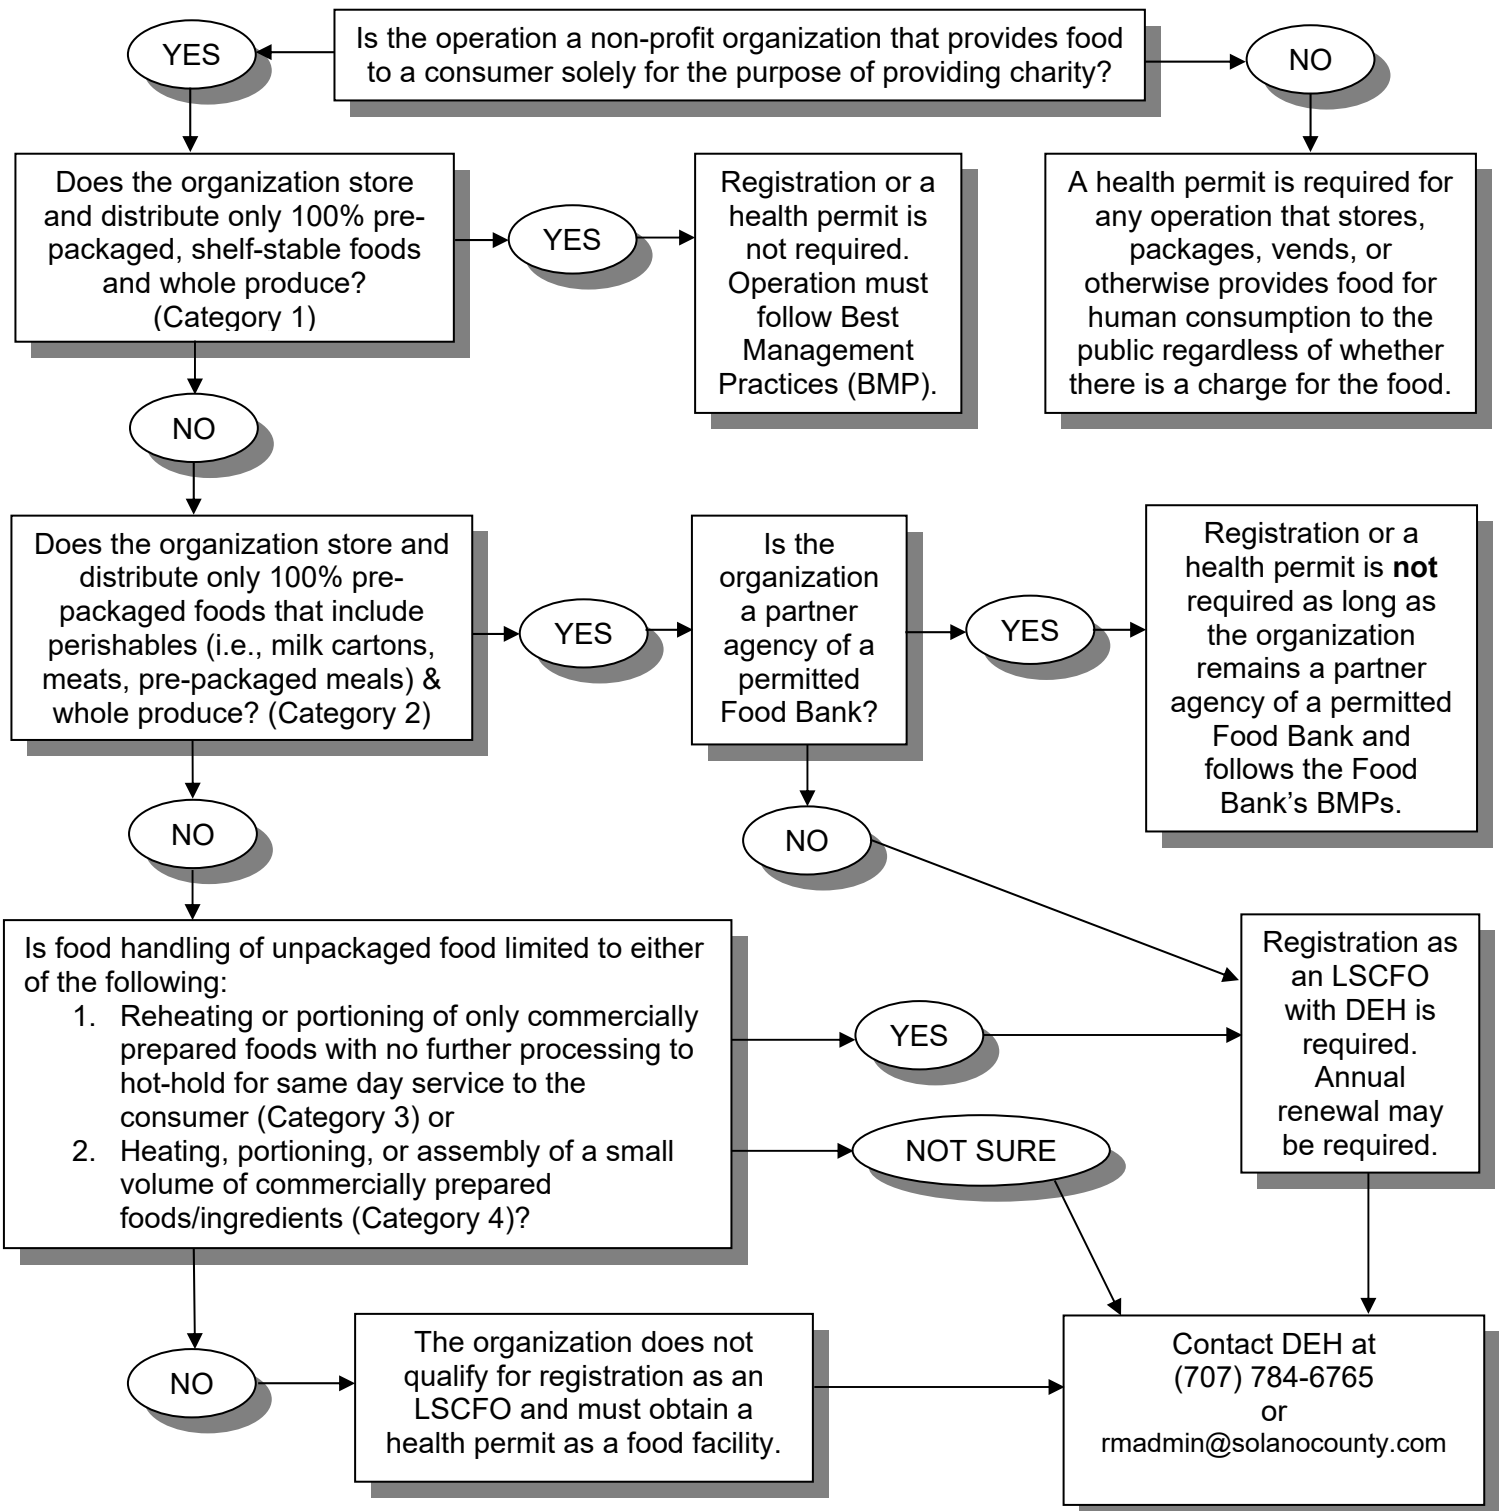 Is the operation a non-profit organization that provides food
to a consumer solely for the purpose of providing charity?
YES
NO
Does the organization store
and distribute only 100% pre-
packaged, shelf-stable foods
and whole produce?
(Category 1)
YES
Registration or a
health permit is
not required.
Operation must
follow Best
Management
Practices (BMP).
A health permit is required for
any operation that stores,
packages, vends, or
otherwise provides food for
human consumption to the
public regardless of whether
there is a charge for the food.
NO
Does the organization store and
distribute only 100% pre-
packaged foods that include
perishables (i.e., milk cartons,
meats, pre-packaged meals) &
whole produce? (Category 2)
YES
Is the
organization
a partner
agency of a
permitted
Food Bank?
YES
Registration or a
health permit is not
required as long as
the organization
remains a partner
agency of a permitted
Food Bank and
follows the Food
Bank’s BMPs.
NO
NO
Is food handling of unpackaged food limited to either
of the following:
1. Reheating or portioning of only commercially
prepared foods with no further processing to
hot-hold for same day service to the
consumer (Category 3) or
2. Heating, portioning, or assembly of a small
volume of commercially prepared
foods/ingredients (Category 4)?
YES
NOT SURE
Registration as
an LSCFO
with DEH is
required.
Annual
renewal may
be required.
NO
The organization does not
qualify for registration as an
LSCFO and must obtain a
health permit as a food facility.
Contact DEH at
(707) 784-6765
or
rmadmin@solanocounty.com